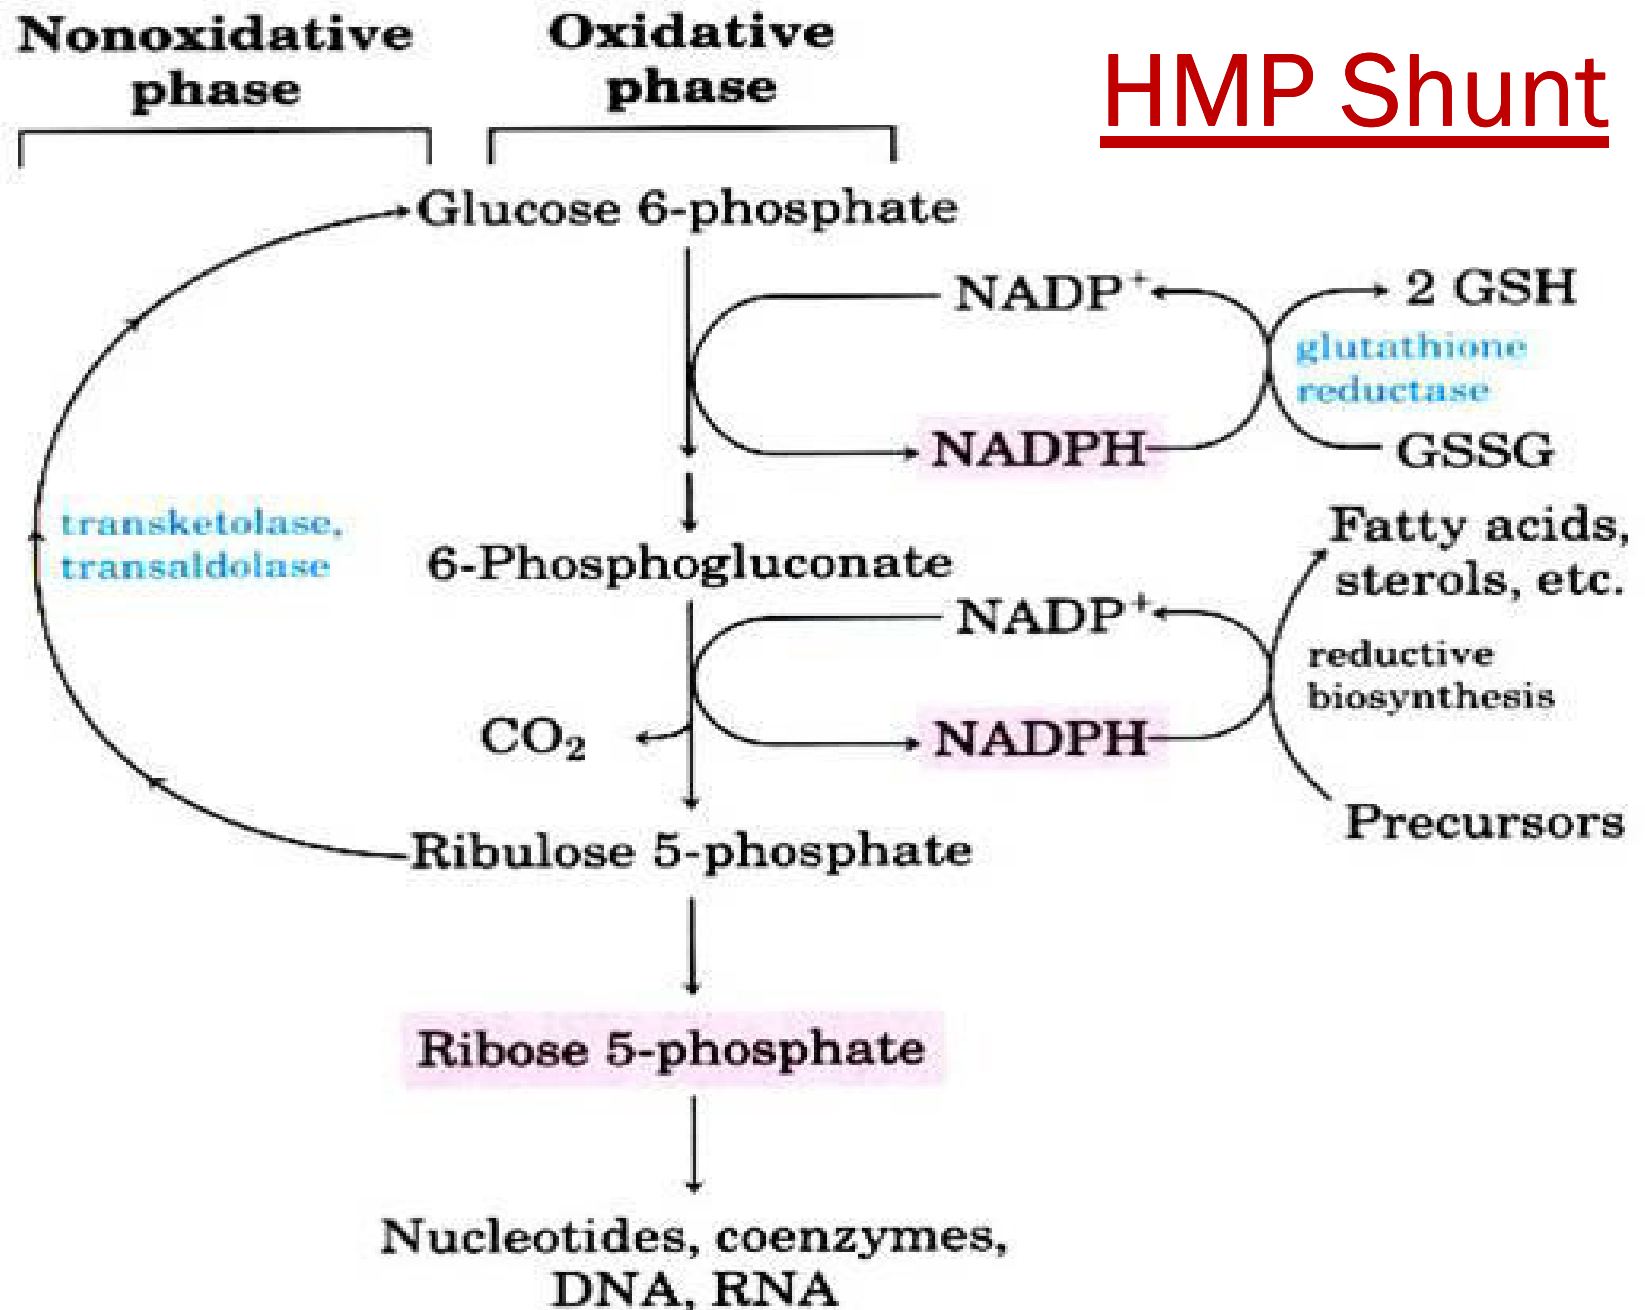 Nonoxidative
phase
Oxidative
phase
HMP Shunt
Glucose 6-phosphate
NADP⁺
2 GSH
glutathione
reductase
NADPH
GSSG
transketolase,
transaldolase
6-Phosphogluconate
Fatty acids,
sterols, etc.
NADP⁺
reductive
biosynthesis
CO₂
NADPH
Precursors
Ribulose 5-phosphate
Ribose 5-phosphate
Nucleotides, coenzymes,
DNA, RNA